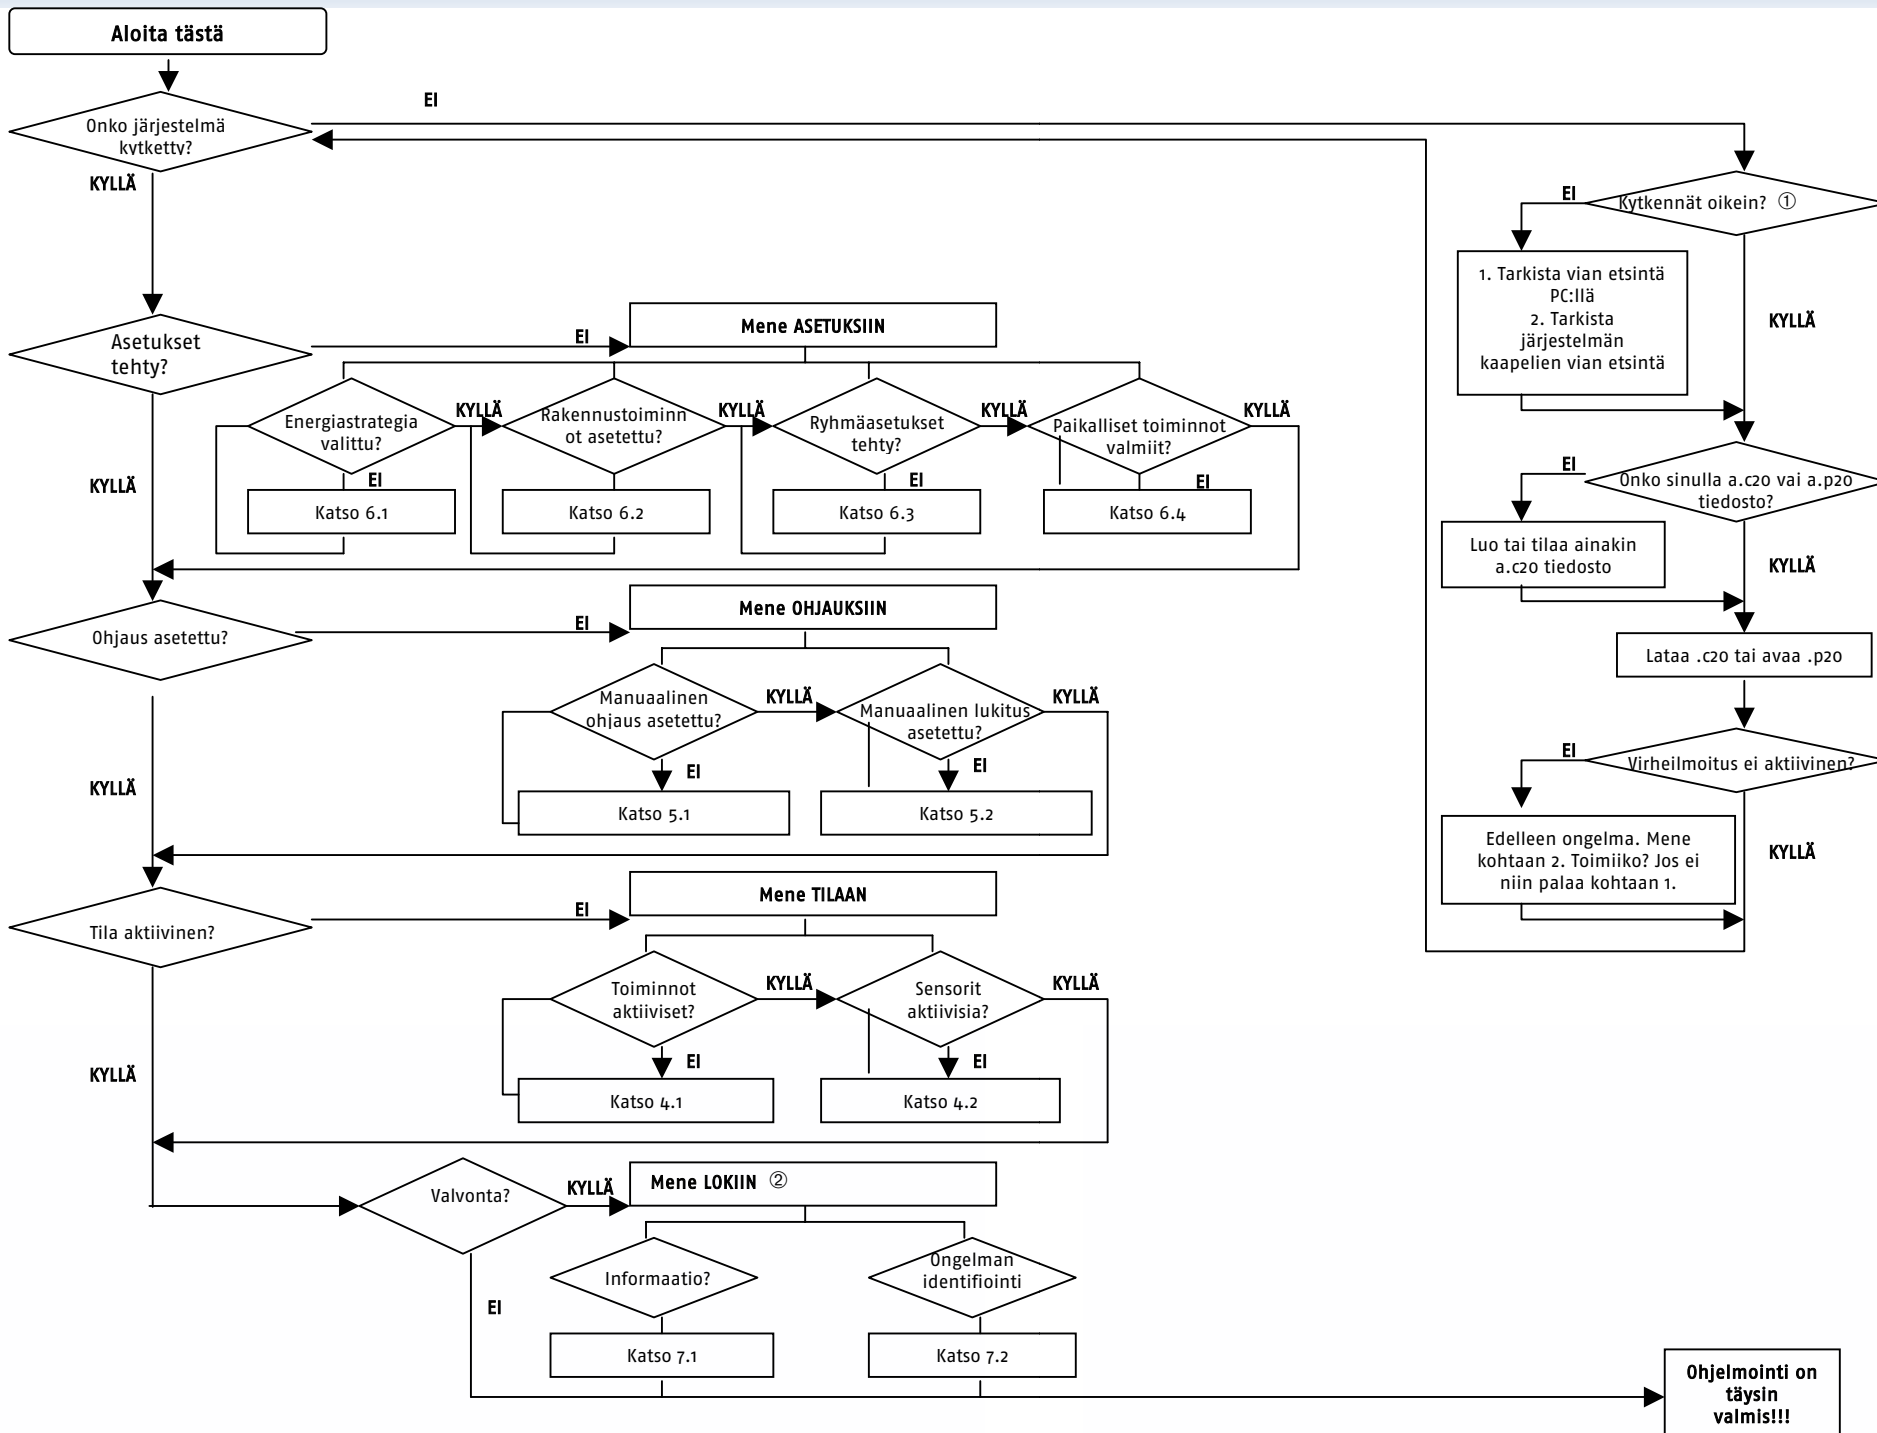 Aloita tästä
EI
Onko järjestelmä
kytketty?
KYLLÄ
EI
Kytkennät oikein? ①
1. Tarkista vian etsintä
PC:llä
2. Tarkista
järjestelmän
kaapelien vian etsintä
KYLLÄ
Asetukset
tehty?
EI
Mene ASETUKSIIN
Energiastrategia
valittu?
KYLLÄ
Rakennustoiminn
ot asetettu?
KYLLÄ
Ryhmäasetukset
tehty?
KYLLÄ
Paikalliset toiminnot
valmiit?
KYLLÄ
EI
EI
EI
Katso 6.1
Katso 6.2
Katso 6.3
Katso 6.4
KYLLÄ
EI
Onko sinulla a.c20 vai a.p20
tiedosto?
Luo tai tilaa ainakin
a.c20 tiedosto
KYLLÄ
Lataa .c20 tai avaa .p20
Ohjaus asetettu?
EI
Mene OHJAUKSIIN
Manuaalinen
ohjaus asetettu?
KYLLÄ
Manuaalinen lukitus
asetettu?
KYLLÄ
EI
EI
Katso 5.1
Katso 5.2
KYLLÄ
EI
Virheilmoitus ei aktiivinen?
Edelleen ongelma. Mene
kohtaan 2. Toimiiko? Jos ei
niin palaa kohtaan 1.
KYLLÄ
Tila aktiivinen?
EI
Mene TILAAN
Toiminnot
aktiiviset?
KYLLÄ
Sensorit
aktiivisia?
KYLLÄ
EI
EI
Katso 4.1
Katso 4.2
KYLLÄ
Valvonta?
KYLLÄ
Mene LOKIIN ②
Informaatio?
Ongelman
identifiointi
EI
Katso 7.1
Katso 7.2
Ohjelmointi on
täysin
valmis!!!